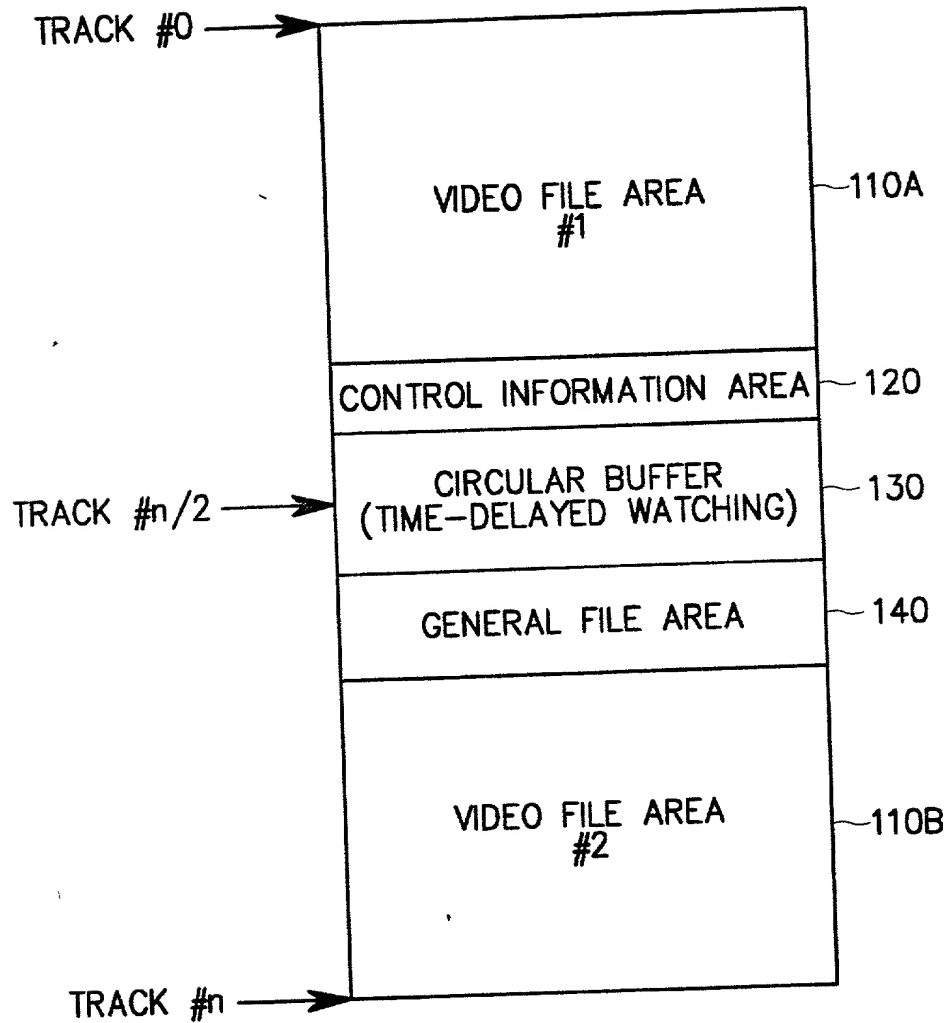 TRACK #0
VIDEO FILE AREA
#1
110A
CONTROL INFORMATION AREA
120
TRACK #n/2
CIRCULAR BUFFER
(TIME-DELAYED WATCHING)
130
GENERAL FILE AREA
140
VIDEO FILE AREA
#2
110B
TRACK #n